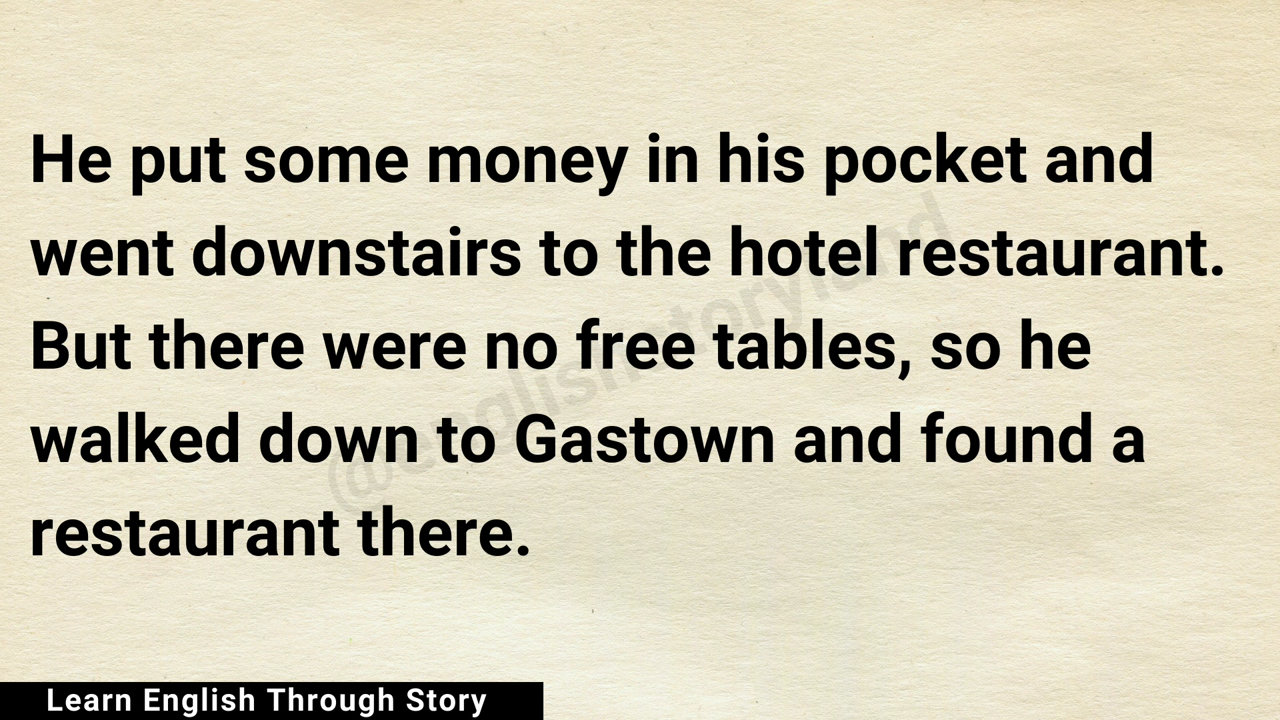 He put some money in his pocket and
went downstairs to the hotel restaurant.
But there were no free tables, so he
walked down to Gastown and found a
restaurant there.
@englishstoryland
Learn English Through Story